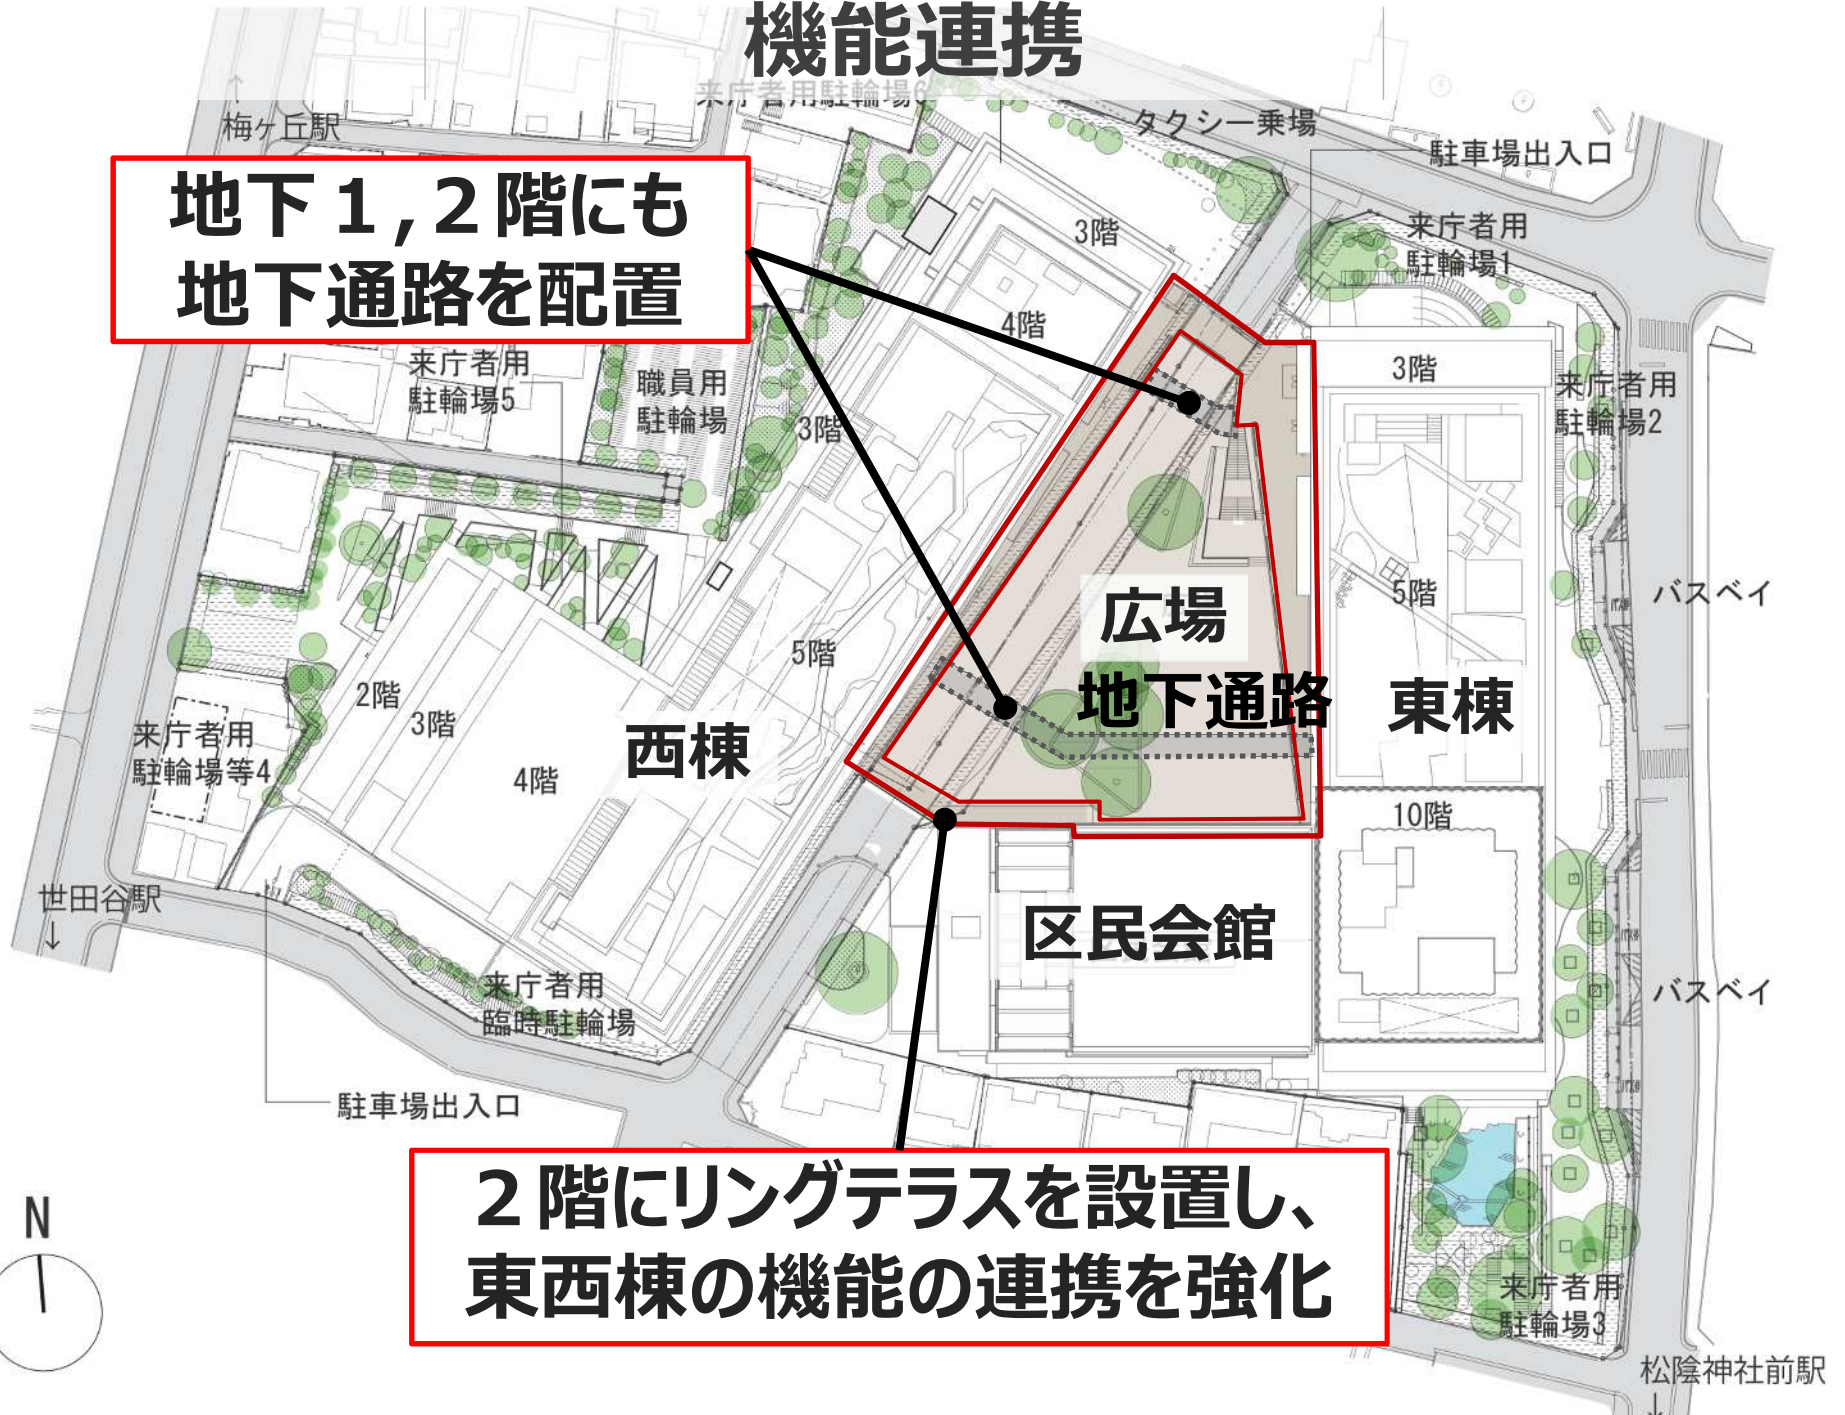 機能連携
来庁者用駐輪場6
タクシー乗場
梅ヶ丘駅
駐車場出入口
地下1,2階にも
地下通路を配置
来庁者用
駐輪場1
3階
4階
来庁者用
駐輪場5
職員用
駐輪場
3階
3階
来庁者用
駐輪場2
広場
5階
バスベイ
5階
地下通路
東棟
2階
3階
西棟
来庁者用
駐輪場等4
4階
10階
世田谷駅
区民会館
来庁者用
臨時駐輪場
バスベイ
駐車場出入口
2階にリングテラスを設置し、
東西棟の機能の連携を強化
N
来庁者用
駐輪場3
松陰神社前駅